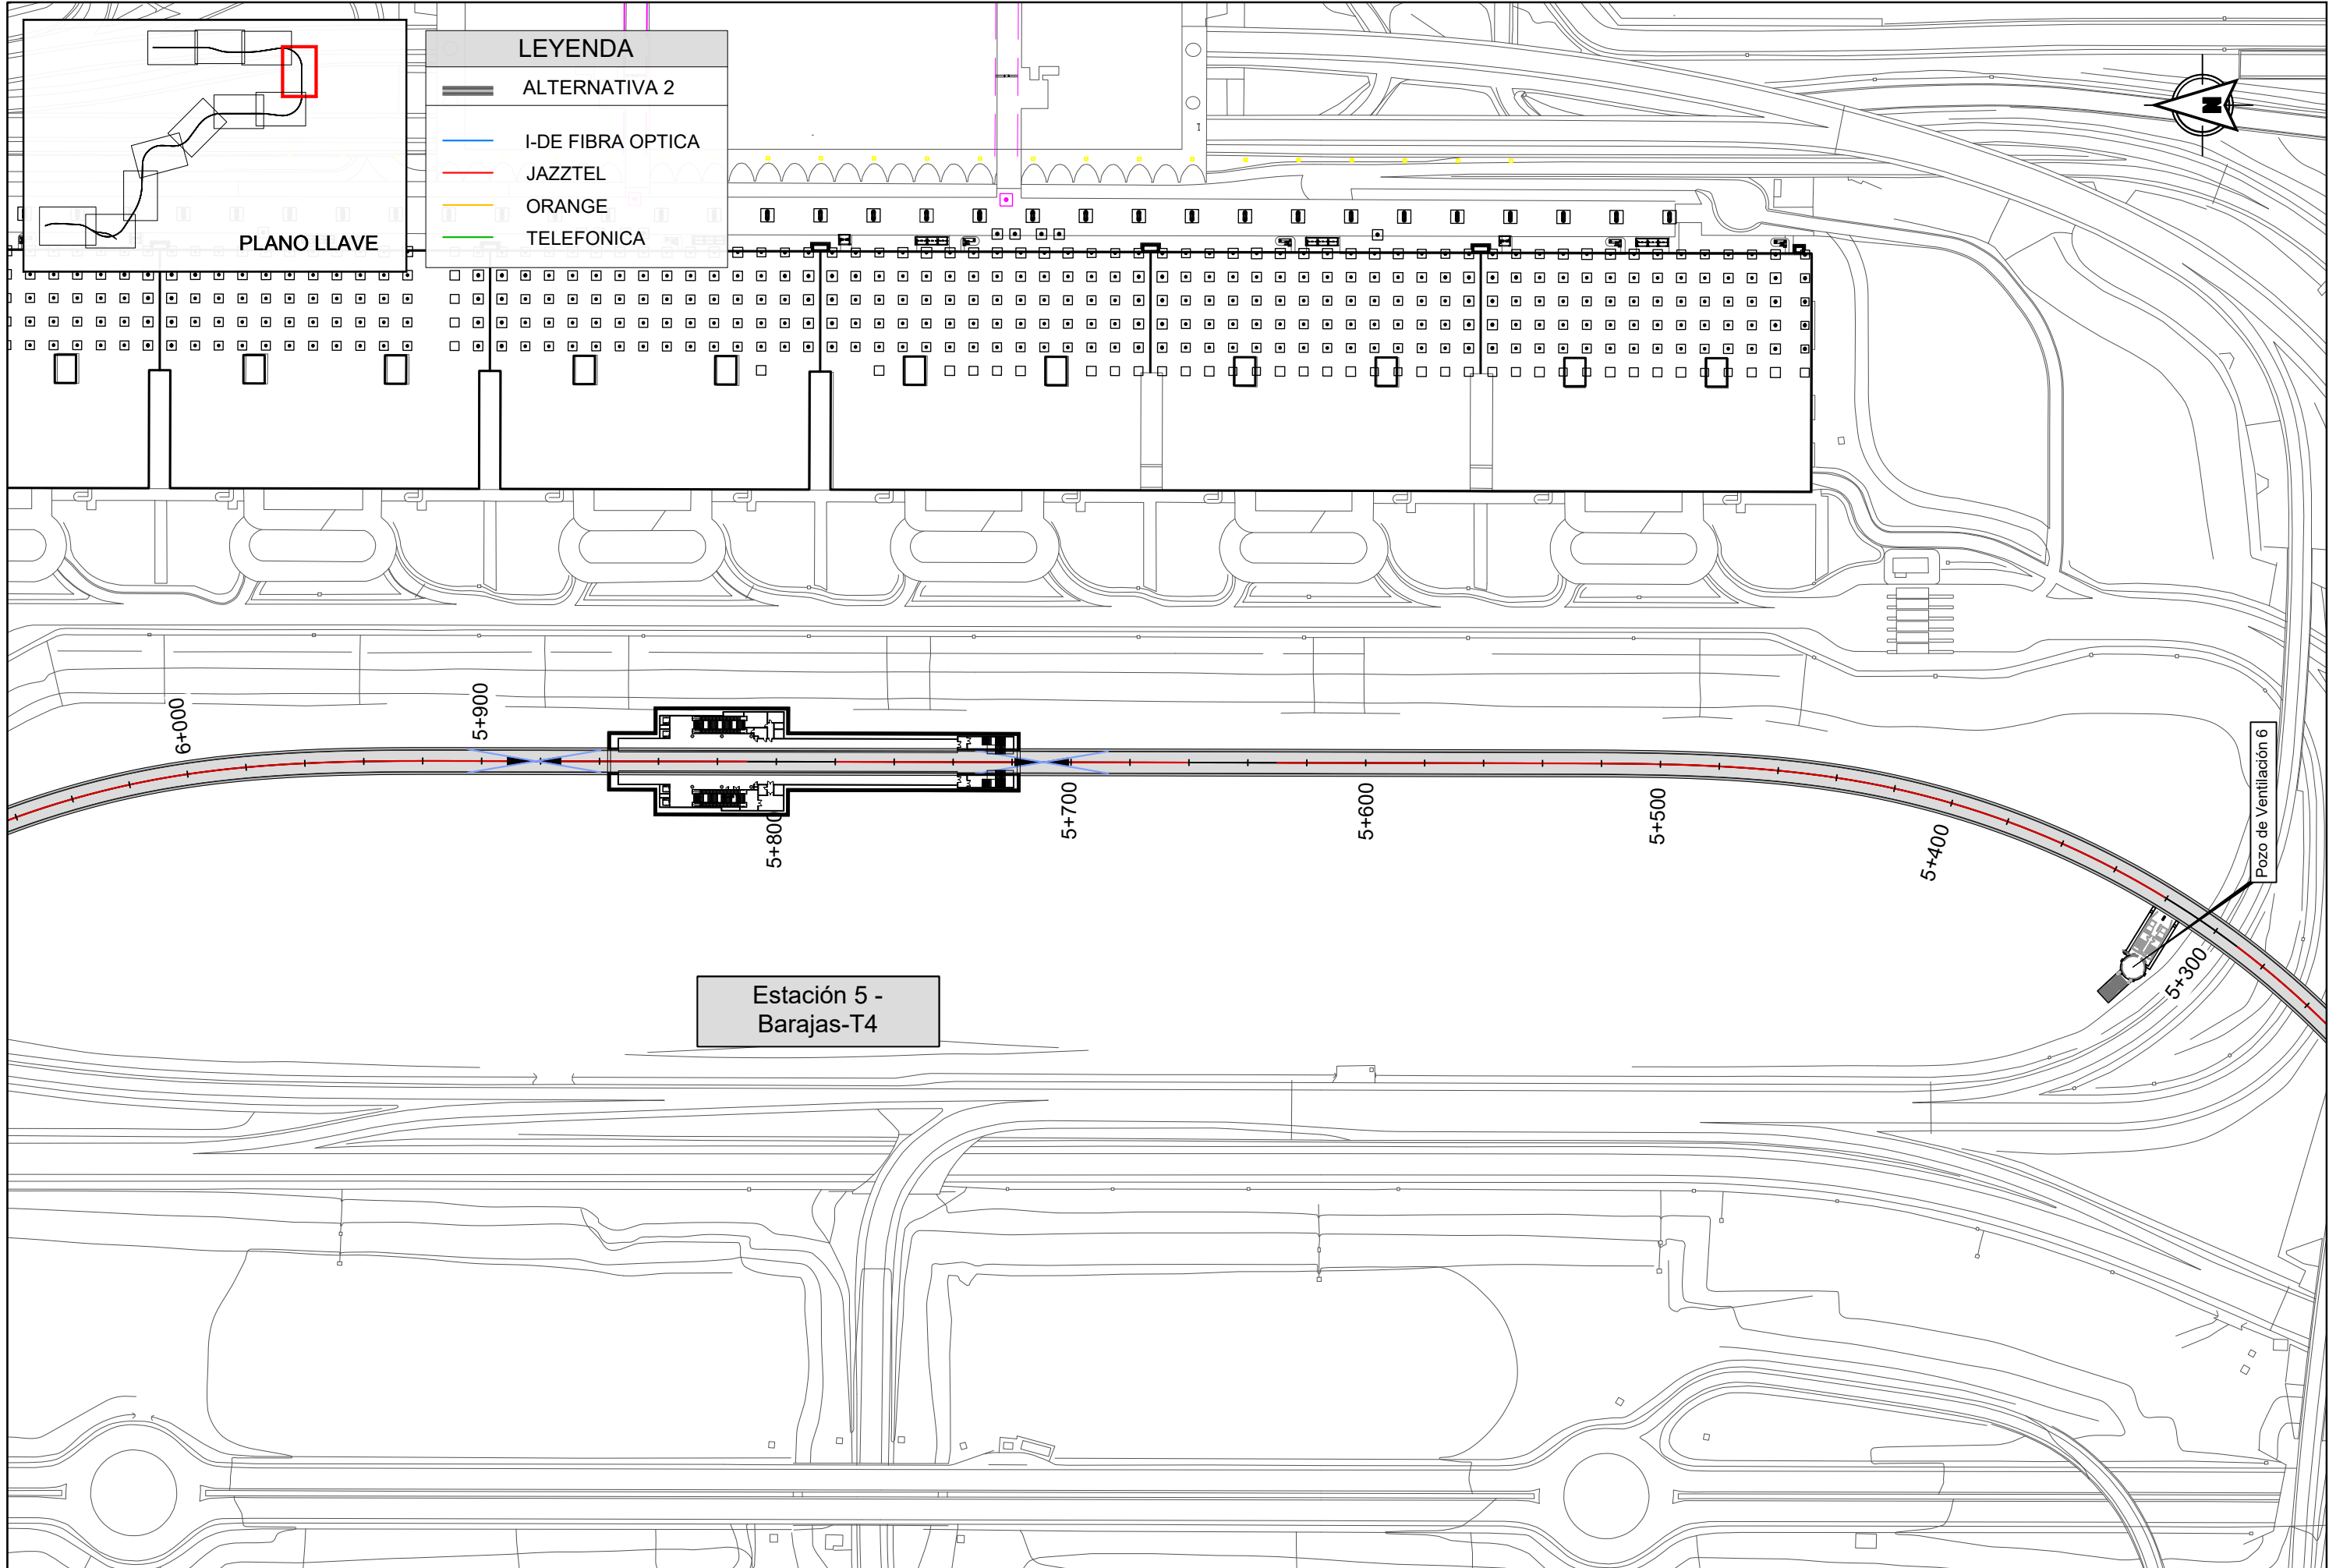 PLANO LLAVE
LEYENDA
ALTERNATIVA 2
I-DE FIBRA OPTICA
JAZZTEL
ORANGE
TELEFONICA
N
6+000
5+900
5+800
5+700
5+600
5+500
5+400
5+300
Pozo de Ventilación 6
Estación 5 -
Barajas-T4